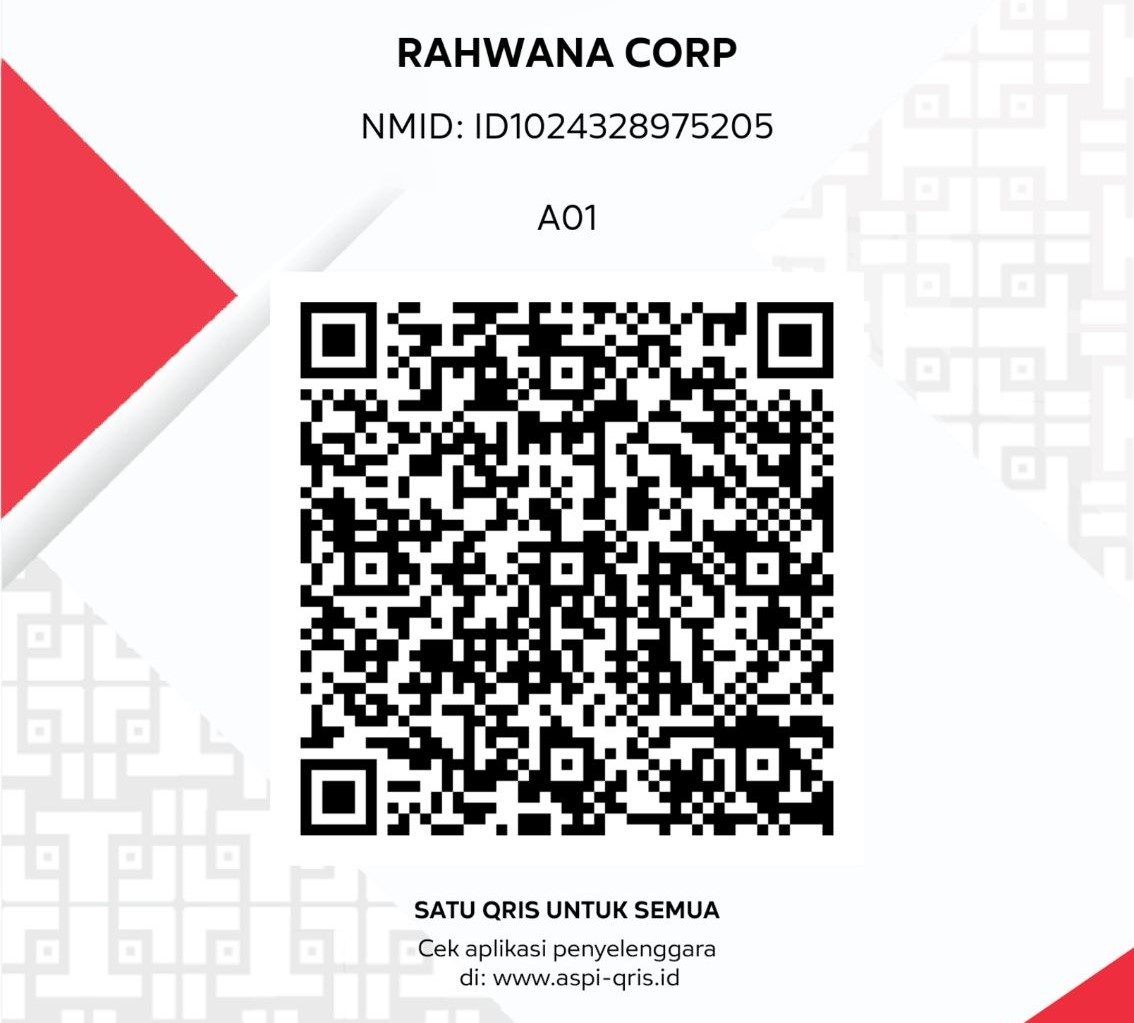 RAHWANA CORP
NMID: ID1024328975205
A01
SATU QRIS UNTUK SEMUA
Cek aplikasi penyelenggara
di: www.aspi-qris.id